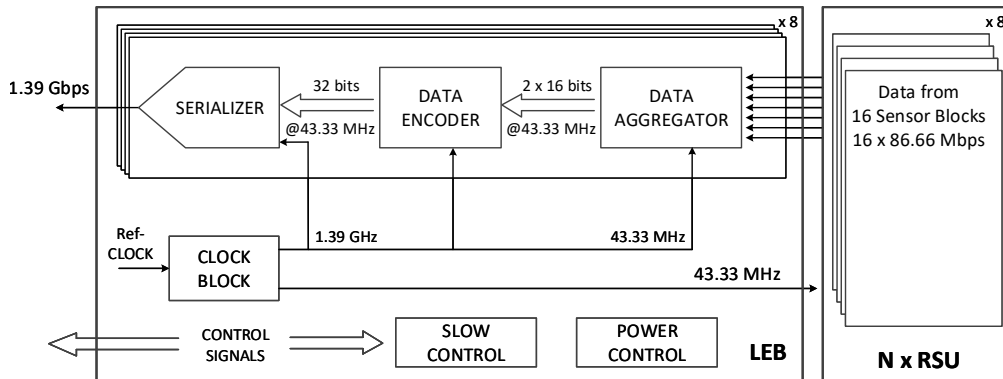 x 8
x 8
1.39 Gbps
SERIALIZER
32 bits
@43.33 MHz
DATA
ENCODER
2 x 16 bits
@43.33 MHz
DATA
AGGREGATOR
Data from
16 Sensor Blocks
16 x 86.66 Mbps
Ref-
CLOCK
CLOCK
BLOCK
1.39 GHz
43.33 MHz
43.33 MHz
CONTROL
SIGNALS
SLOW
CONTROL
POWER
CONTROL
LEB
N x RSU